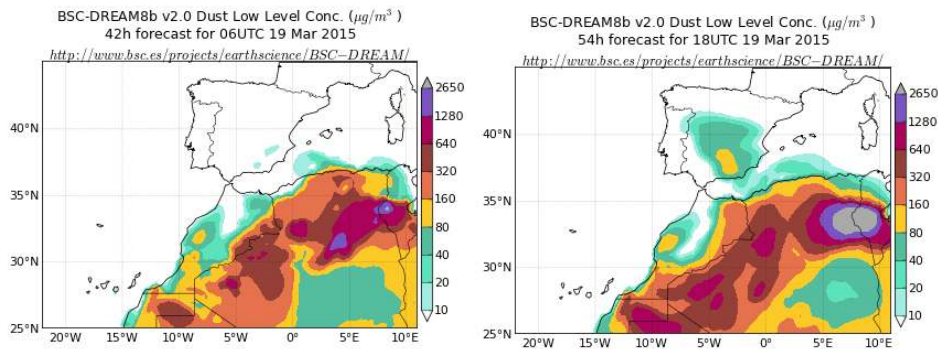 BSC-DREAM8b v2.0 Dust Low Level Conc. (μg/m³ )
42h forecast for 06UTC 19 Mar 2015
http://www.bsc.es/projects/earthscience/BSC−DREAM/
40°N
35°N
30°N
25°N
20°W
15°W
10°W
5°W
0°E
5°E
10°E
2650
1280
640
320
160
80
40
20
10
BSC-DREAM8b v2.0 Dust Low Level Conc. (μg/m³ )
54h forecast for 18UTC 19 Mar 2015
http://www.bsc.es/projects/earthscience/BSC−DREAM/
40°N
35°N
30°N
25°N
20°W
15°W
10°W
5°W
0°E
5°E
10°E
2650
1280
640
320
160
80
40
20
10